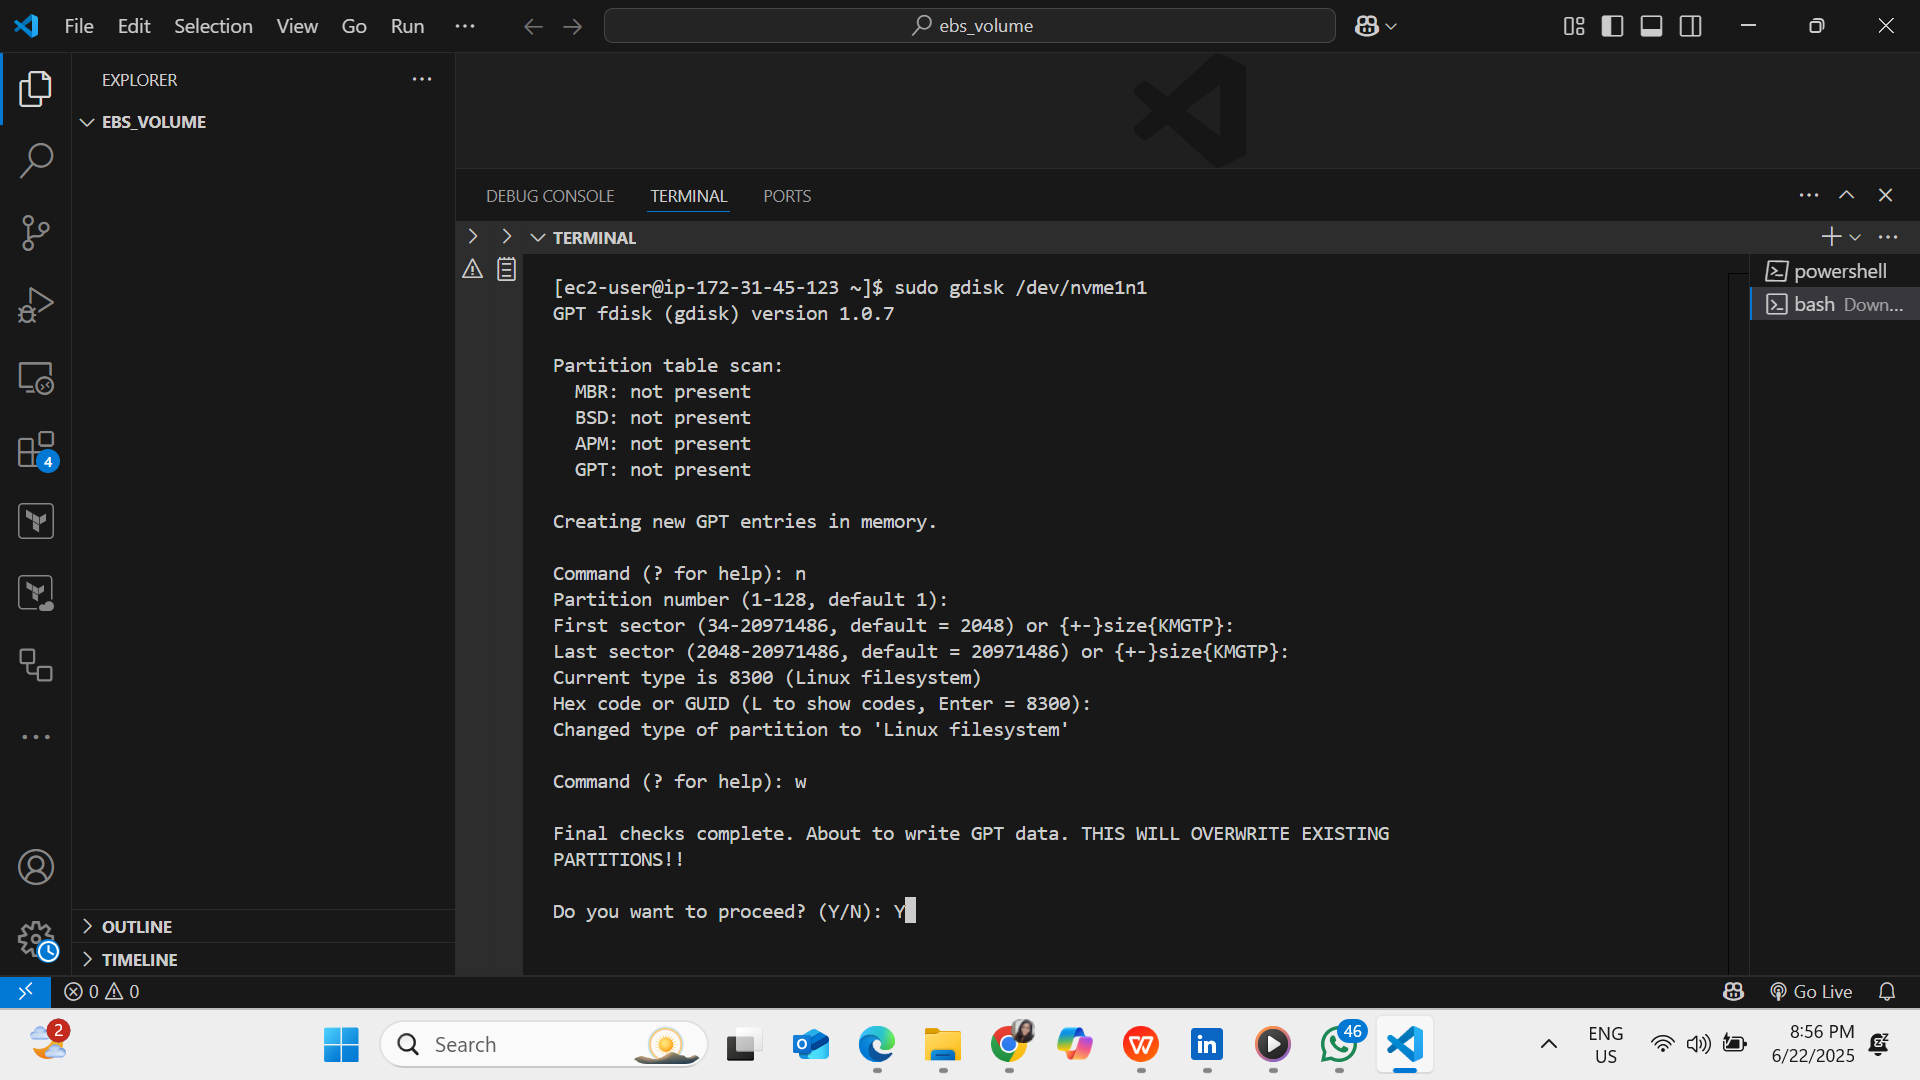 File Edit Selection View Go Run ebs_volume
EXPLORER
EBS_VOLUME
DEBUG CONSOLE TERMINAL PORTS
TERMINAL
powershell
bash Down...
[ec2-user@ip-172-31-45-123 ~]$ sudo gdisk /dev/nvme1n1
GPT fdisk (gdisk) version 1.0.7
Partition table scan:
MBR: not present
BSD: not present
APM: not present
GPT: not present
Creating new GPT entries in memory.
Command (? for help): n
Partition number (1-128, default 1):
First sector (34-20971486, default = 2048) or {+-}size{KMGTP}:
Last sector (2048-20971486, default = 20971486) or {+-}size{KMGTP}:
Current type is 8300 (Linux filesystem)
Hex code or GUID (L to show codes, Enter = 8300):
Changed type of partition to 'Linux filesystem'
Command (? for help): w
Final checks complete. About to write GPT data. THIS WILL OVERWRITE EXISTING
PARTITIONS!!
Do you want to proceed? (Y/N): Y
4
OUTLINE
TIMELINE
0 0 Go Live
2
Search
46
ENG
US
8:56 PM
6/22/2025